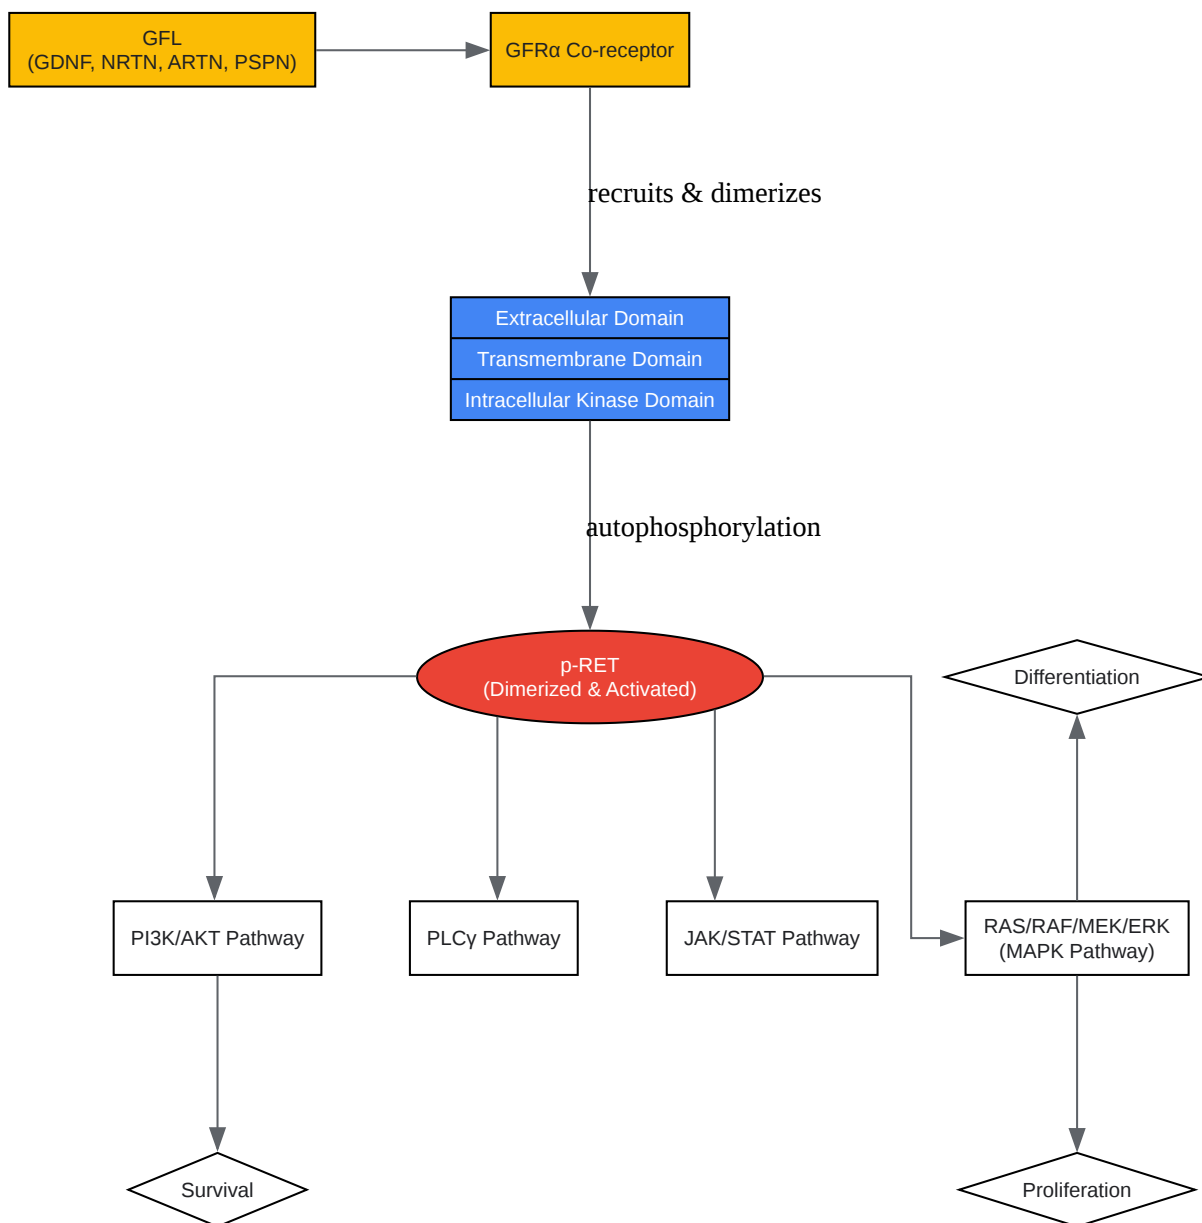 GFL
(GDNF, NRTN, ARTN, PSPN)
GFRα Co-receptor
recruits & dimerizes
Extracellular Domain
Transmembrane Domain
Intracellular Kinase Domain
autophosphorylation
p-RET
(Dimerized & Activated)
Differentiation
PI3K/AKT Pathway
PLCγ Pathway
JAK/STAT Pathway
RAS/RAF/MEK/ERK
(MAPK Pathway)
Survival
Proliferation